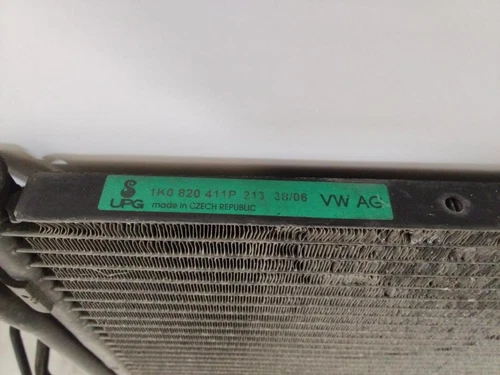 1K0 820 411P 213 38/06 VW AG
UPG made in CZECH REPUBLIC